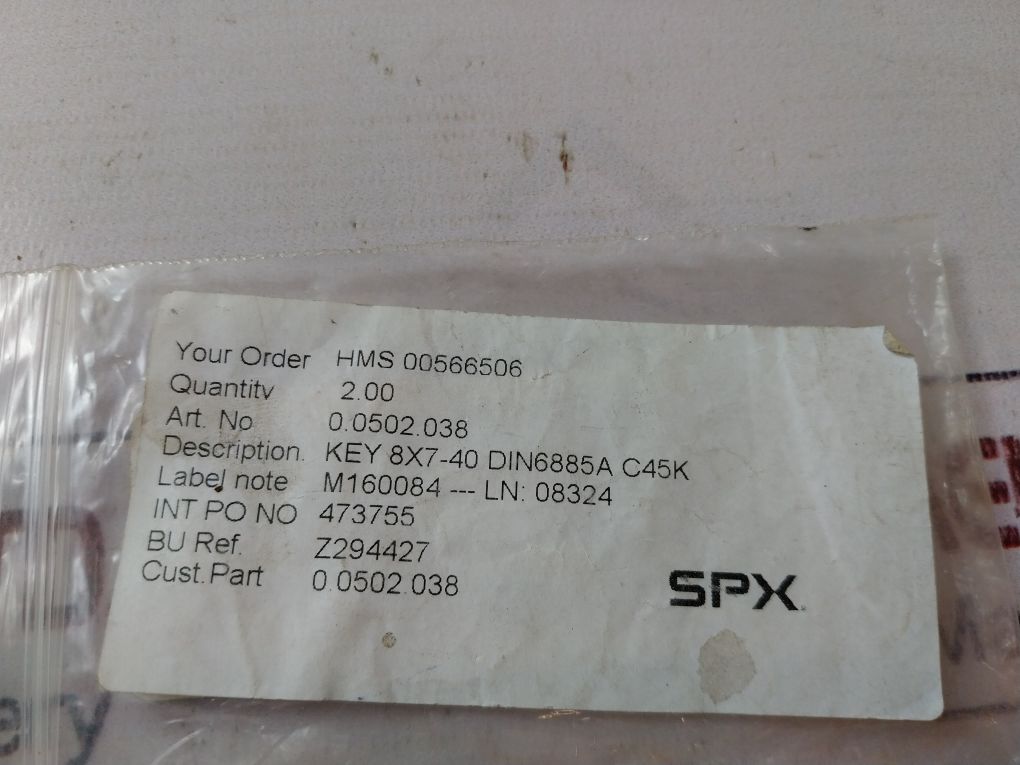 Your Order HMS 00566506
Quantity 2.00
Art. No 0.0502.038
Description. KEY 8X7-40 DIN6885A C45K
Label note M160084 --- LN: 08324
INT PO NO 473755
BU Ref. Z294427
Cust.Part 0.0502.038
SPX
ery